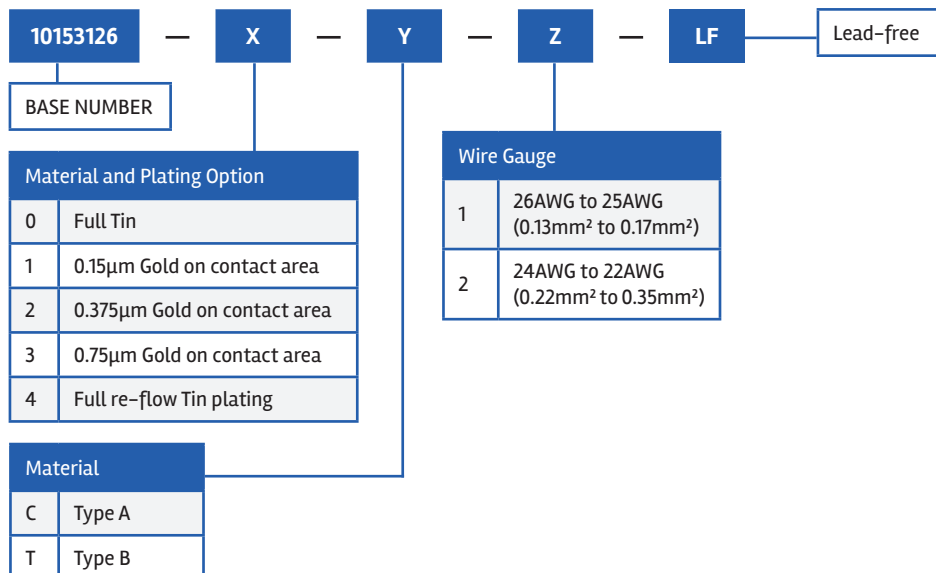 10153126 — X — Y — Z — LF Lead-free
BASE NUMBER
Material and Plating Option
0 Full Tin
1 0.15µm Gold on contact area
2 0.375µm Gold on contact area
3 0.75µm Gold on contact area
4 Full re-flow Tin plating
Wire Gauge
1 26AWG to 25AWG
(0.13mm² to 0.17mm²)
2 24AWG to 22AWG
(0.22mm² to 0.35mm²)
Material
C Type A
T Type B